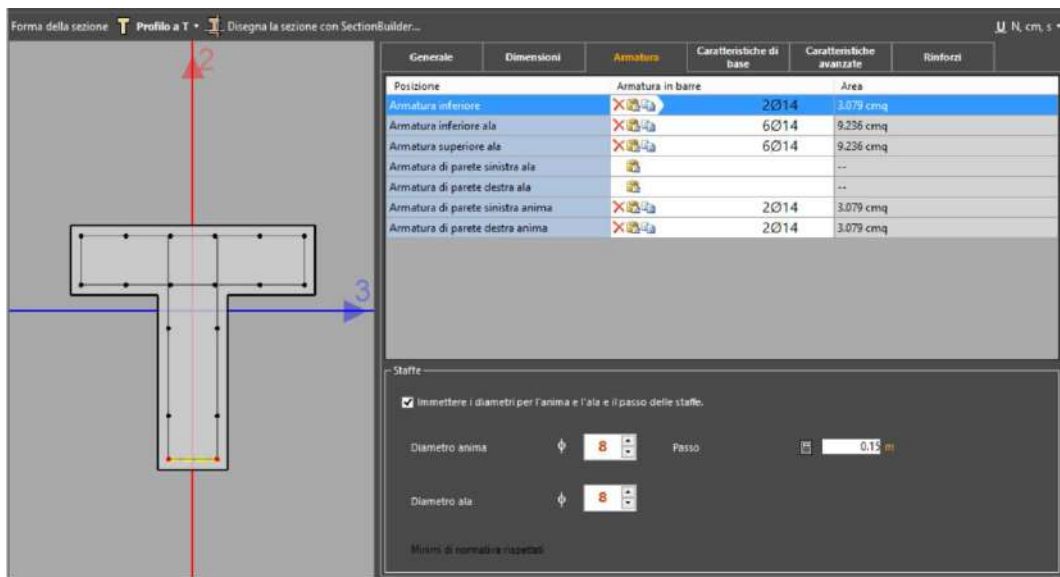 Forma della sezione Profilo a T Disegna la sezione con SectionBuilder... U N, cm, s
2
3
Generale Dimensioni Armatura Caratteristiche di base Caratteristiche avanzate Rinforzi
Posizione Armatura in barre Area
Armatura inferiore 2Ø14 3.079 cmq
Armatura inferiore ala 6Ø14 9.236 cmq
Armatura superiore ala 6Ø14 9.236 cmq
Armatura di parete sinistra ala --
Armatura di parete destra ala --
Armatura di parete sinistra anima 2Ø14 3.079 cmq
Armatura di parete destra anima 2Ø14 3.079 cmq
Staffe
Immettere i diametri per l'anima e l'ala e il passo delle staffe.
Diametro anima ϕ 8 Passo 0.15 m
Diametro ala ϕ 8
Minimi di normativa rispettati